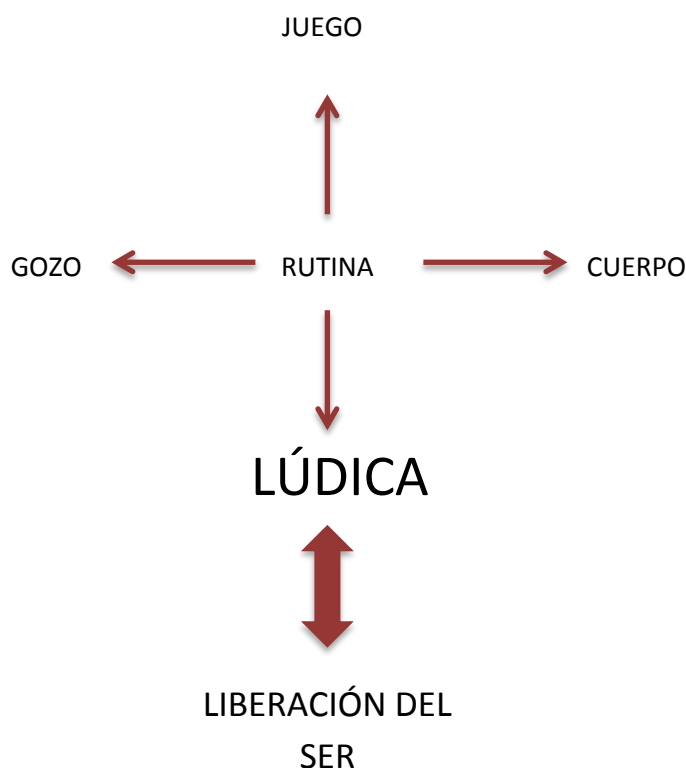 JUEGO
GOZO
RUTINA
CUERPO
LÚDICA
LIBERACIÓN DEL
SER